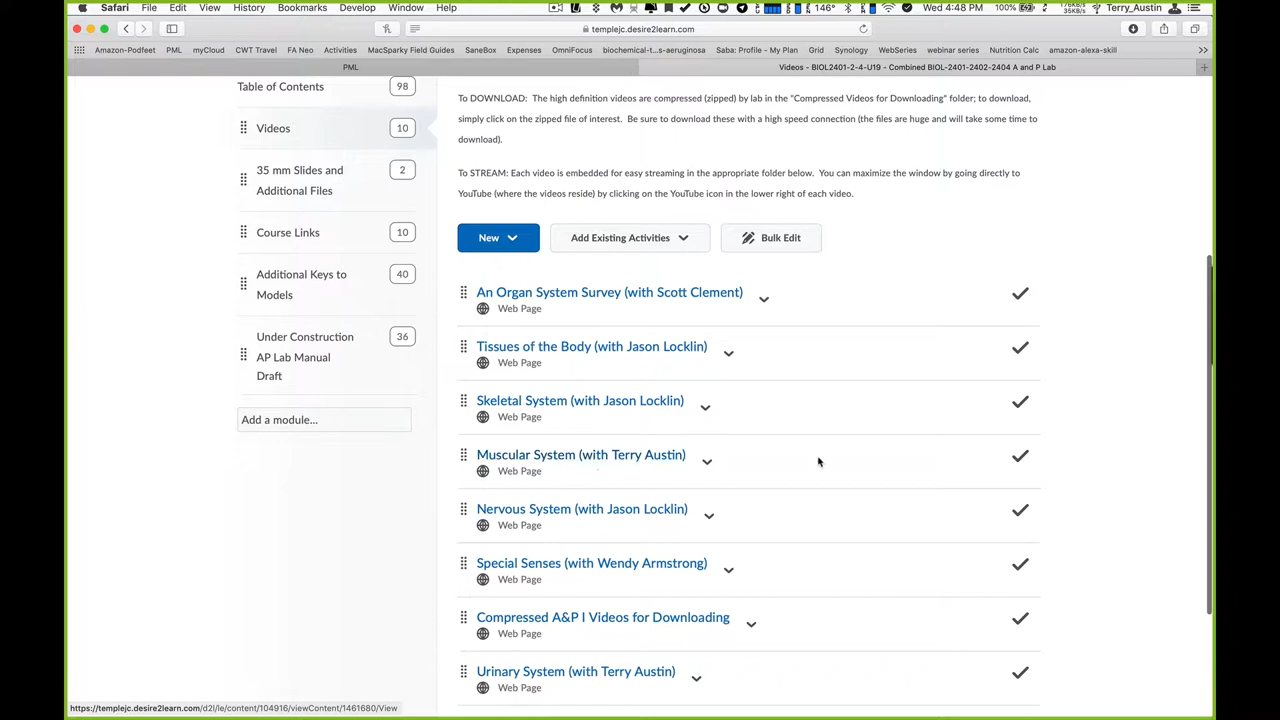 Safari File Edit View History Bookmarks Develop Window Help 146° 100% 35KB/s Wed 4:48 PM Terry_Austin
templejc.desire2learn.com
Amazon-Podfeet PML myCloud CWT Travel FA Neo Activities MacSparky Field Guides SaneBox Expenses OmniFocus biochemical-t...s-aeruginosa Saba: Profile - My Plan Grid Synology WebSeries webinar series Nutrition Calc amazon-alexa-skill
PML Videos - BIOL2401-2-4-U19 - Combined BIOL-2401-2402-2404 A and P Lab
Table of Contents 98
Videos 10
35 mm Slides and
Additional Files
2
Course Links 10
Additional Keys to
Models
40
Under Construction
AP Lab Manual
Draft
36
Add a module...
To DOWNLOAD: The high definition videos are compressed (zipped) by lab in the "Compressed Videos for Downloading" folder; to download,
simply click on the zipped file of interest. Be sure to download these with a high speed connection (the files are huge and will take some time to
download).
To STREAM: Each video is embedded for easy streaming in the appropriate folder below. You can maximize the window by going directly to
YouTube (where the videos reside) by clicking on the YouTube icon in the lower right of each video.
New Add Existing Activities Bulk Edit
An Organ System Survey (with Scott Clement)
Web Page
Tissues of the Body (with Jason Locklin)
Web Page
Skeletal System (with Jason Locklin)
Web Page
Muscular System (with Terry Austin)
Web Page
Nervous System (with Jason Locklin)
Web Page
Special Senses (with Wendy Armstrong)
Web Page
Compressed A&P I Videos for Downloading
Web Page
Urinary System (with Terry Austin)
Web Page
https://templejc.desire2learn.com/d2l/le/content/104916/viewContent/1461680/View